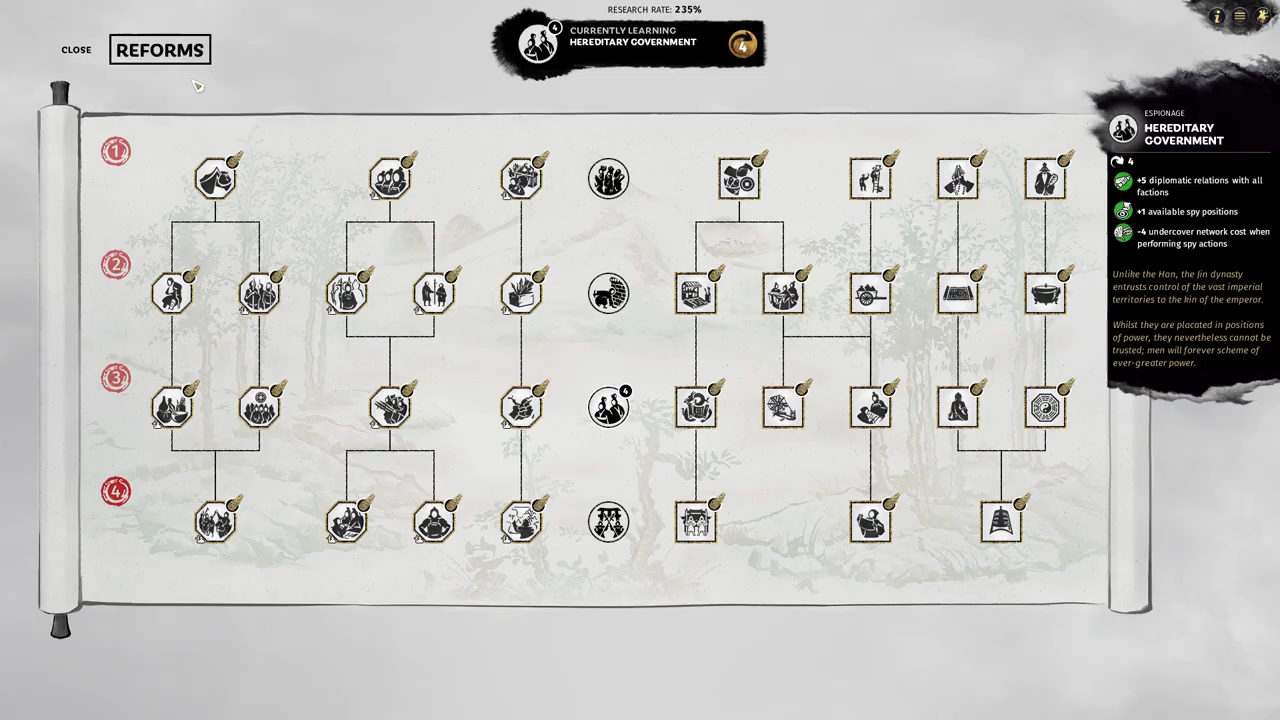 RESEARCH RATE: 235%
4
CURRENTLY LEARNING
HEREDITARY GOVERNMENT
4
CLOSE
REFORMS
ESPIONAGE
HEREDITARY
GOVERNMENT
4
+5 diplomatic relations with all
factions
+1 available spy positions
-4 undercover network cost when
performing spy actions
Unlike the Han, the Jin dynasty
entrusts control of the vast imperial
territories to the kin of the emperor.
Whilst they are placated in positions
of power, they nevertheless cannot be
trusted; men will forever scheme of
ever-greater power.
1
2
3
4
4